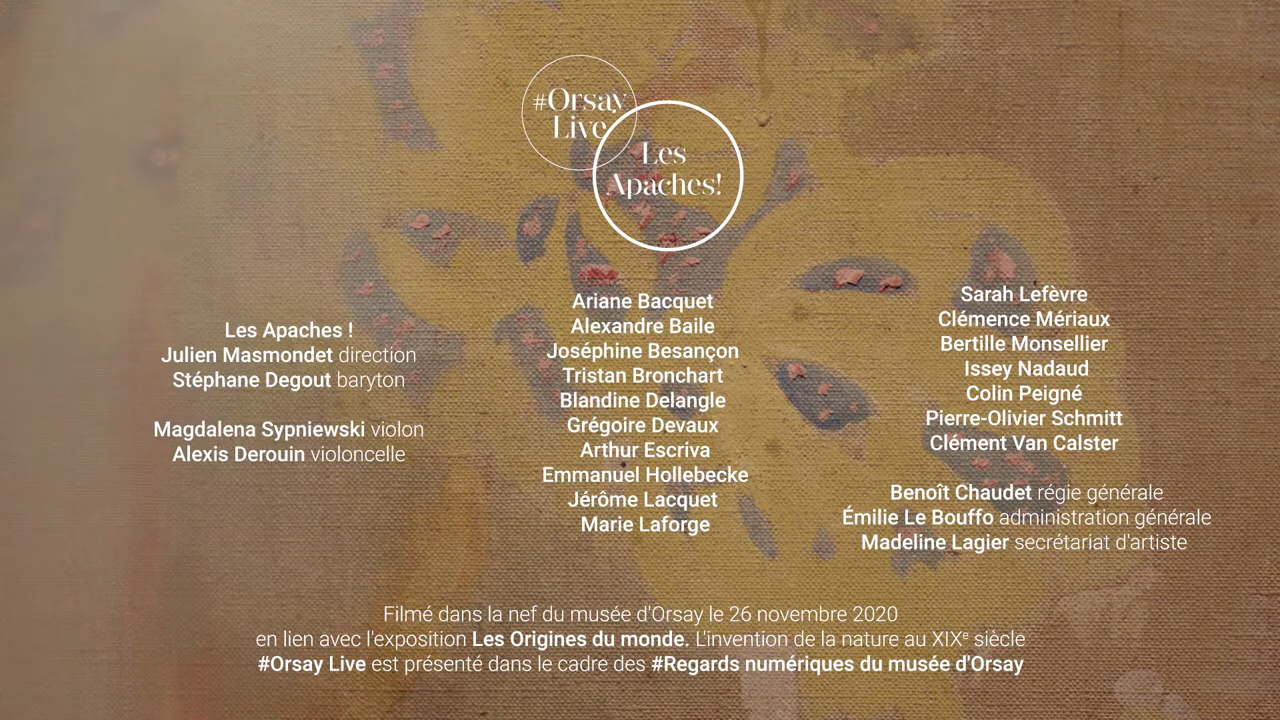 #Orsay
Live
Les
Apaches!
Les Apaches !
Julien Masmondet direction
Stéphane Degout baryton
Magdalena Sypniewski violon
Alexis Derouin violoncelle
Ariane Bacquet
Alexandre Baile
Joséphine Besançon
Tristan Bronchart
Blandine Delangle
Grégoire Devaux
Arthur Escriva
Emmanuel Hollebecke
Jérôme Lacquet
Marie Laforge
Sarah Lefèvre
Clémence Mériaux
Bertille Monsellier
Issey Nadaud
Colin Peigné
Pierre-Olivier Schmitt
Clément Van Calster
Benoît Chaudet régie générale
Émilie Le Bouffo administration générale
Madeline Lagier secrétariat d'artiste
Filmé dans la nef du musée d'Orsay le 26 novembre 2020
en lien avec l'exposition Les Origines du monde. L'invention de la nature au XIXᵉ siècle
#Orsay Live est présenté dans le cadre des #Regards numériques du musée d'Orsay